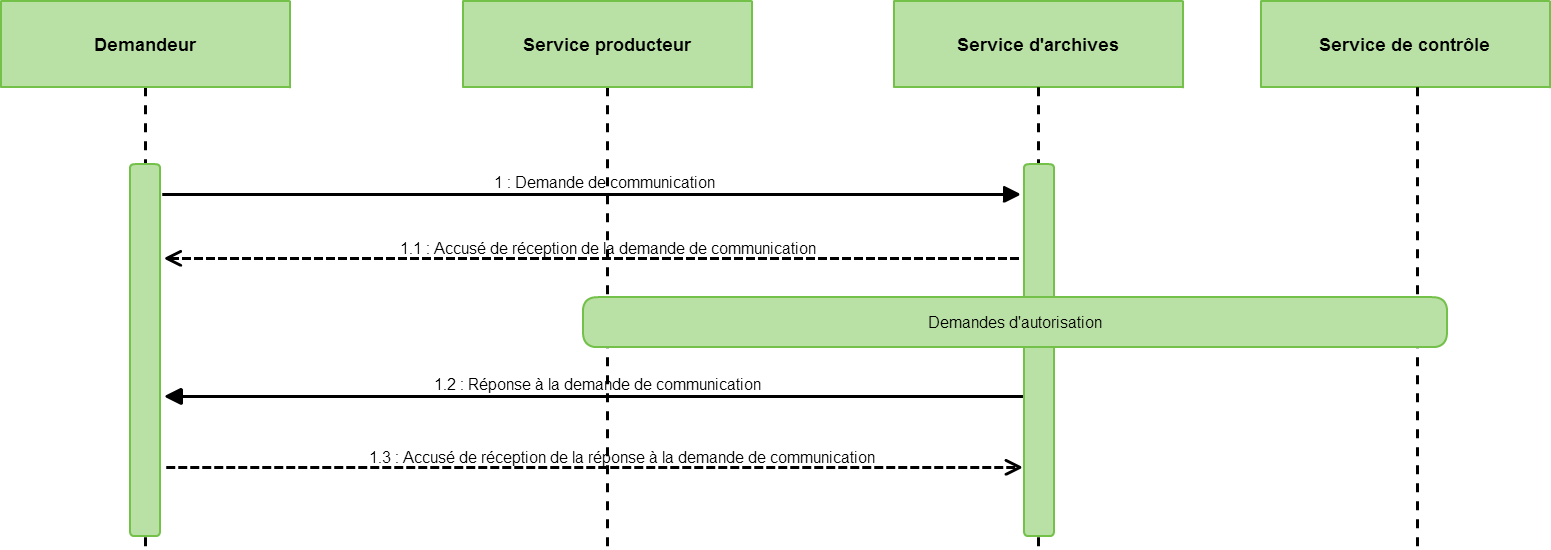 Demandeur
Service producteur
Service d'archives
Service de contrôle
1 : Demande de communication
1.1 : Accusé de réception de la demande de communication
Demandes d'autorisation
1.2 : Réponse à la demande de communication
1.3 : Accusé de réception de la réponse à la demande de communication